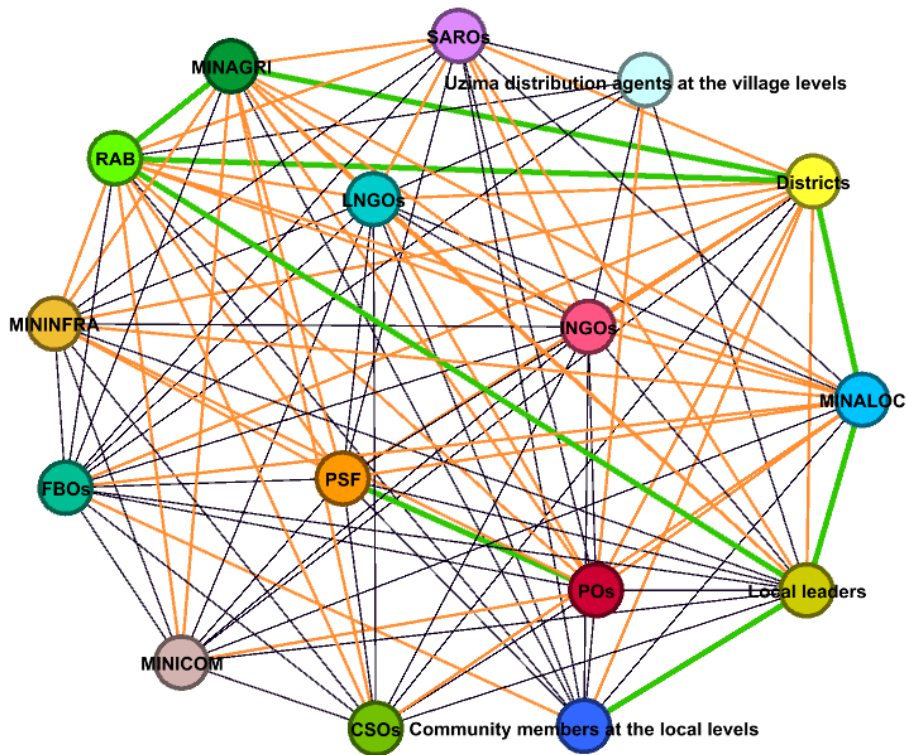 SAROs
MINAGRI
Uzima distribution agents at the village levels
RAB
Districts
LNGOs
MININFRA
INGOs
MINALOC
PSF
FBOs
POs
Local leaders
MINICOM
CSOs
Community members at the local levels